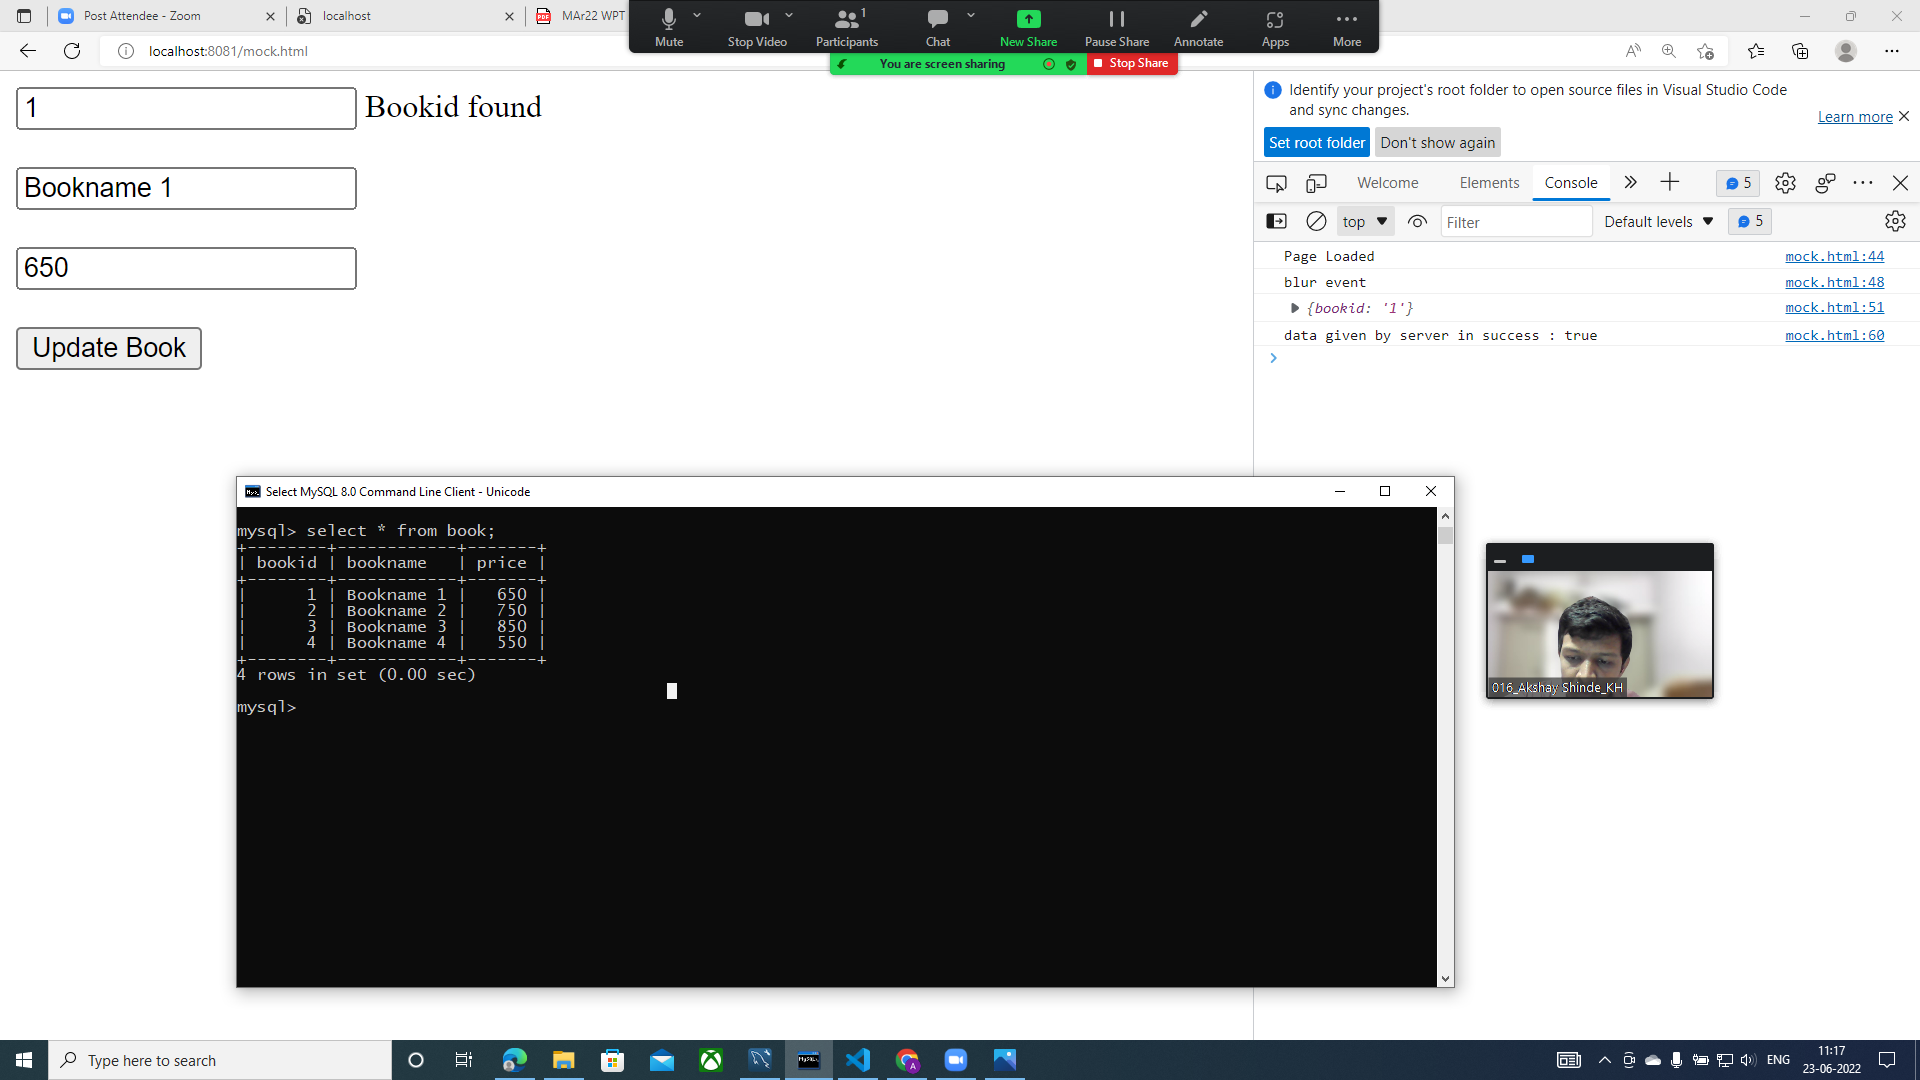 Post Attendee - Zoom
localhost
MAr22 WPT
localhost:8081/mock.html
Mute
Stop Video
Participants
1
Chat
New Share
Pause Share
Annotate
Apps
More
You are screen sharing
Stop Share
1
Bookid found
Bookname 1
650
Update Book
Identify your project's root folder to open source files in Visual Studio Code
and sync changes.
Learn more
Set root folder
Don't show again
Welcome
Elements
Console
5
top
Filter
Default levels
5
Page Loaded mock.html:44
blur event mock.html:48
{bookid: '1'} mock.html:51
data given by server in success : true mock.html:60
Select MySQL 8.0 Command Line Client - Unicode
mysql> select * from book;
+--------+------------+-------+
| bookid | bookname   | price |
+--------+------------+-------+
|      1 | Bookname 1 |   650 |
|      2 | Bookname 2 |   750 |
|      3 | Bookname 3 |   850 |
|      4 | Bookname 4 |   550 |
+--------+------------+-------+
4 rows in set (0.00 sec)
mysql>
016_Akshay Shinde_KH
Type here to search
ENG
11:17
23-06-2022